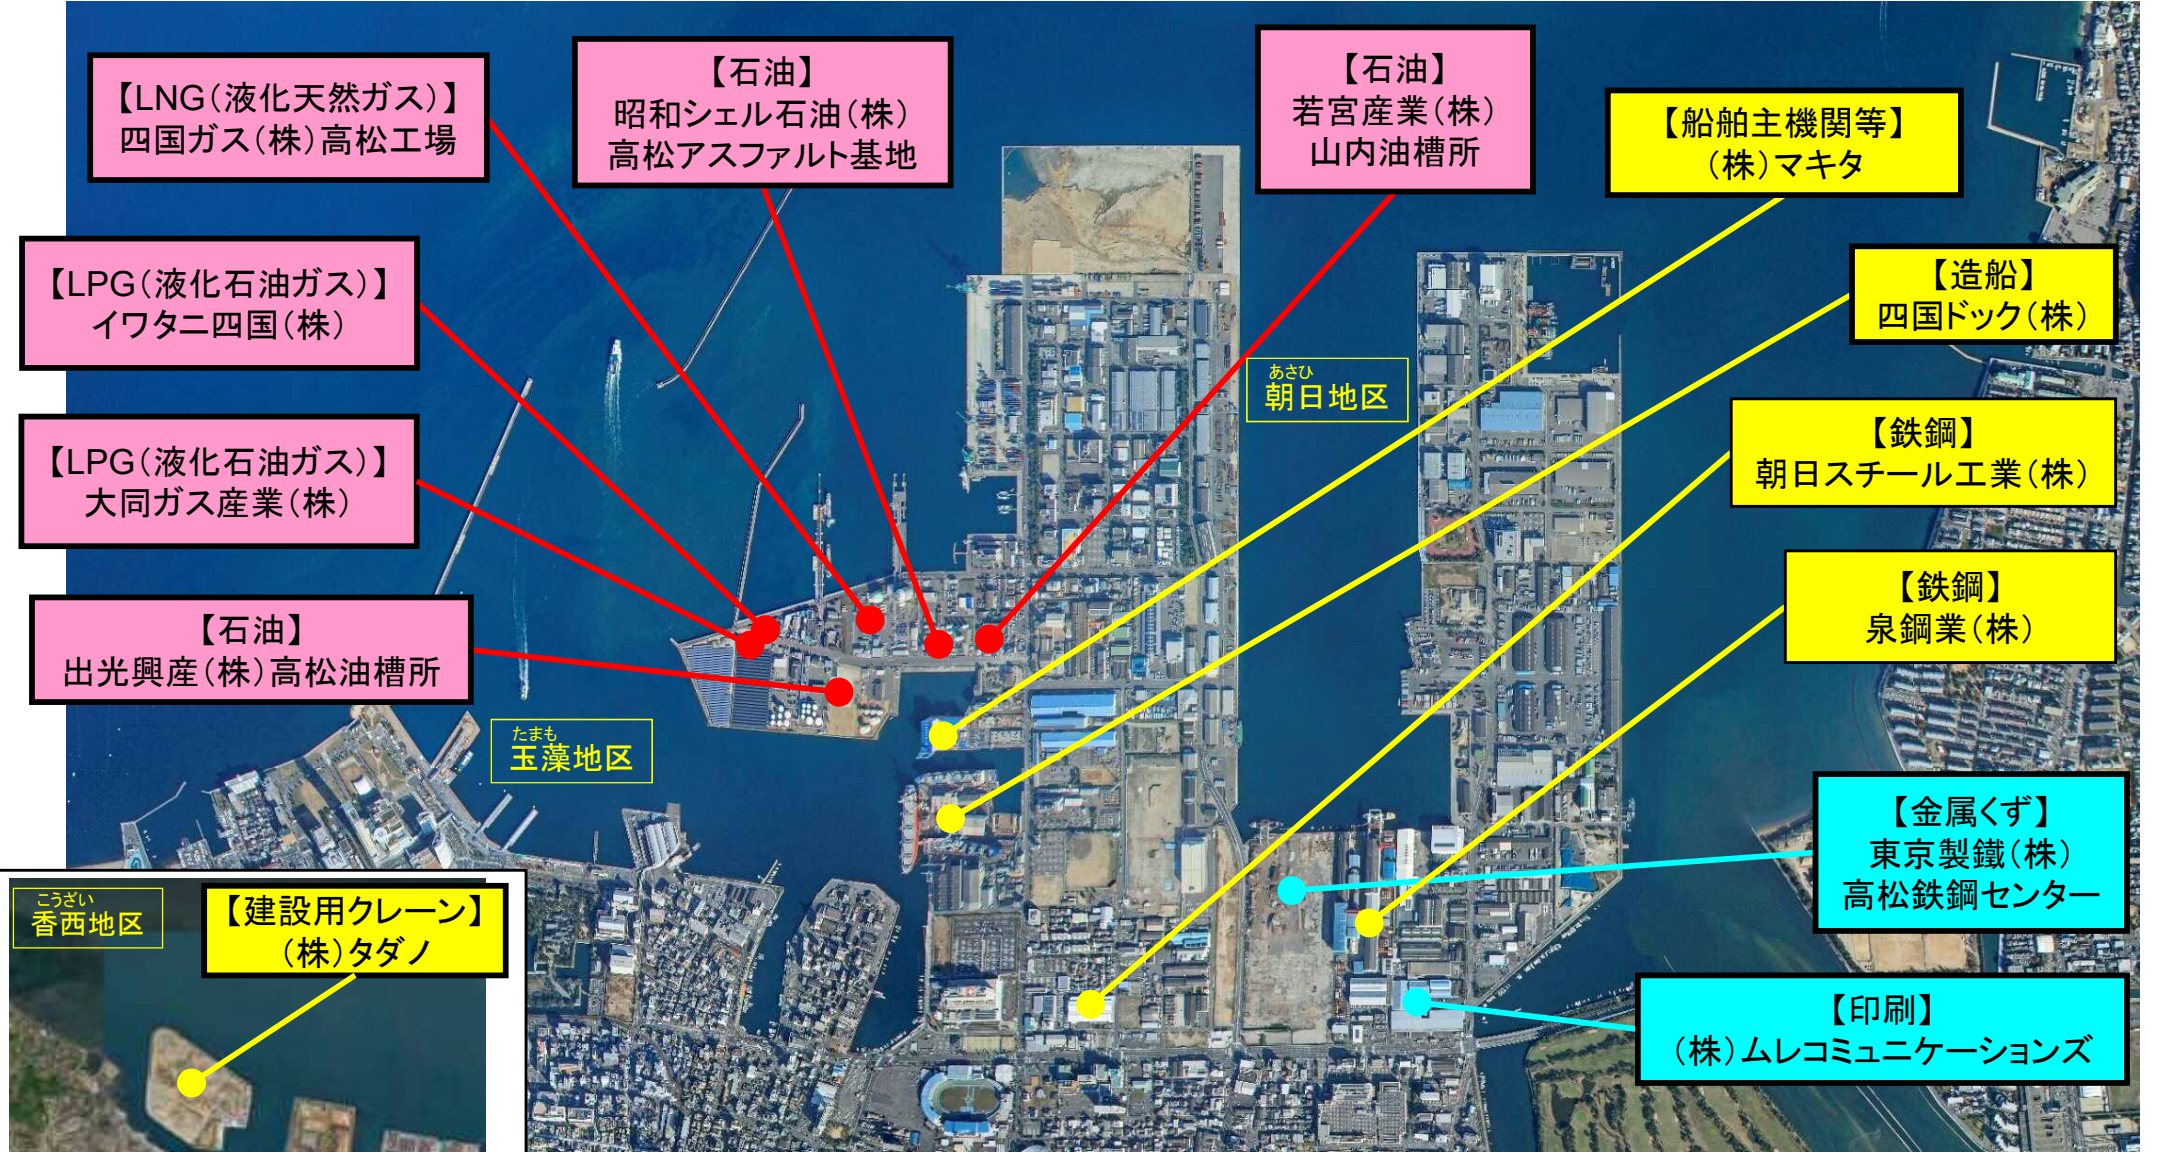 【LNG(液化天然ガス)】
四国ガス(株)高松工場
【石油】
昭和シェル石油(株)
高松アスファルト基地
【石油】
若宮産業(株)
山内油槽所
【船舶主機関等】
(株)マキタ
【LPG(液化石油ガス)】
イワタニ四国(株)
【造船】
四国ドック(株)
あさひ
朝日地区
【LPG(液化石油ガス)】
大同ガス産業(株)
【鉄鋼】
朝日スチール工業(株)
【石油】
出光興産(株)高松油槽所
【鉄鋼】
泉鋼業(株)
たまも
玉藻地区
【金属くず】
東京製鐵(株)
高松鉄鋼センター
こうざい
香西地区
【建設用クレーン】
(株)タダノ
【印刷】
(株)ムレコミュニケーションズ